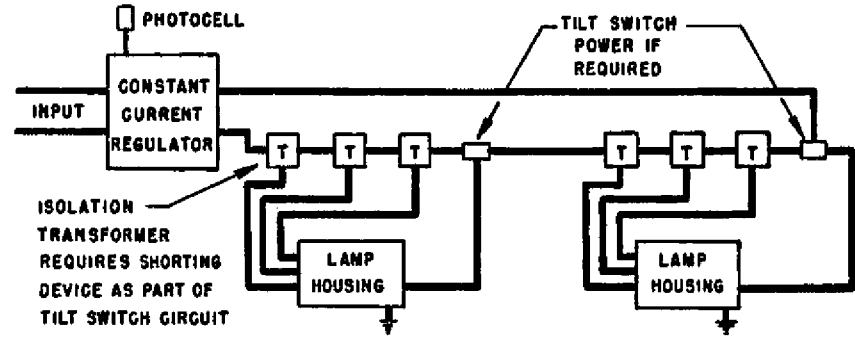 PHOTOCELL
TILT SWITCH
POWER IF
REQUIRED
CONSTANT
CURRENT
REGULATOR
INPUT
T T T T T T
ISOLATION
TRANSFORMER
REQUIRES SHORTING
DEVICE AS PART OF
TILT SWITCH CIRCUIT
LAMP
HOUSING
LAMP
HOUSING